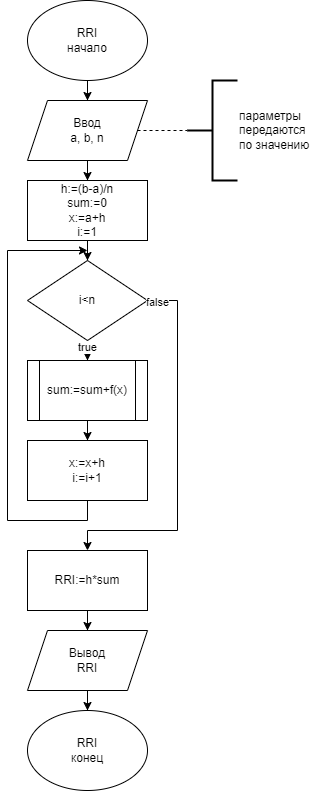 RRI
начало
Ввод
a, b, n
параметры
передаются
по значению
h:=(b-a)/n
sum:=0
x:=a+h
i:=1
i<n
false
true
sum:=sum+f(x)
x:=x+h
i:=i+1
RRI:=h*sum
Вывод
RRI
RRI
конец